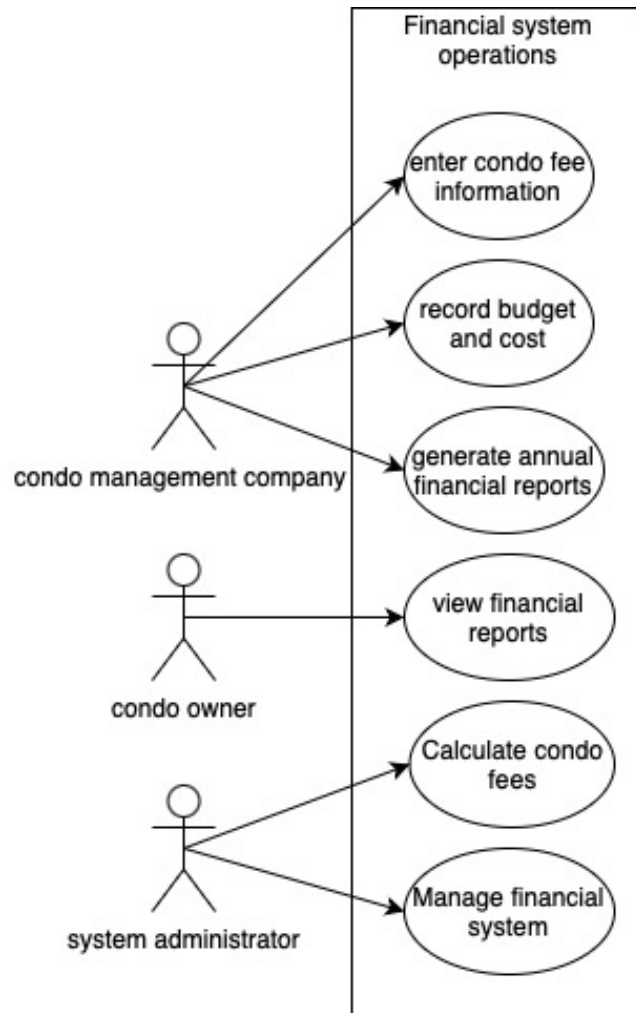 Financial system
operations
enter condo fee
information
record budget
and cost
condo management company
generate annual
financial reports
view financial
reports
condo owner
Calculate condo
fees
system administrator
Manage financial
system